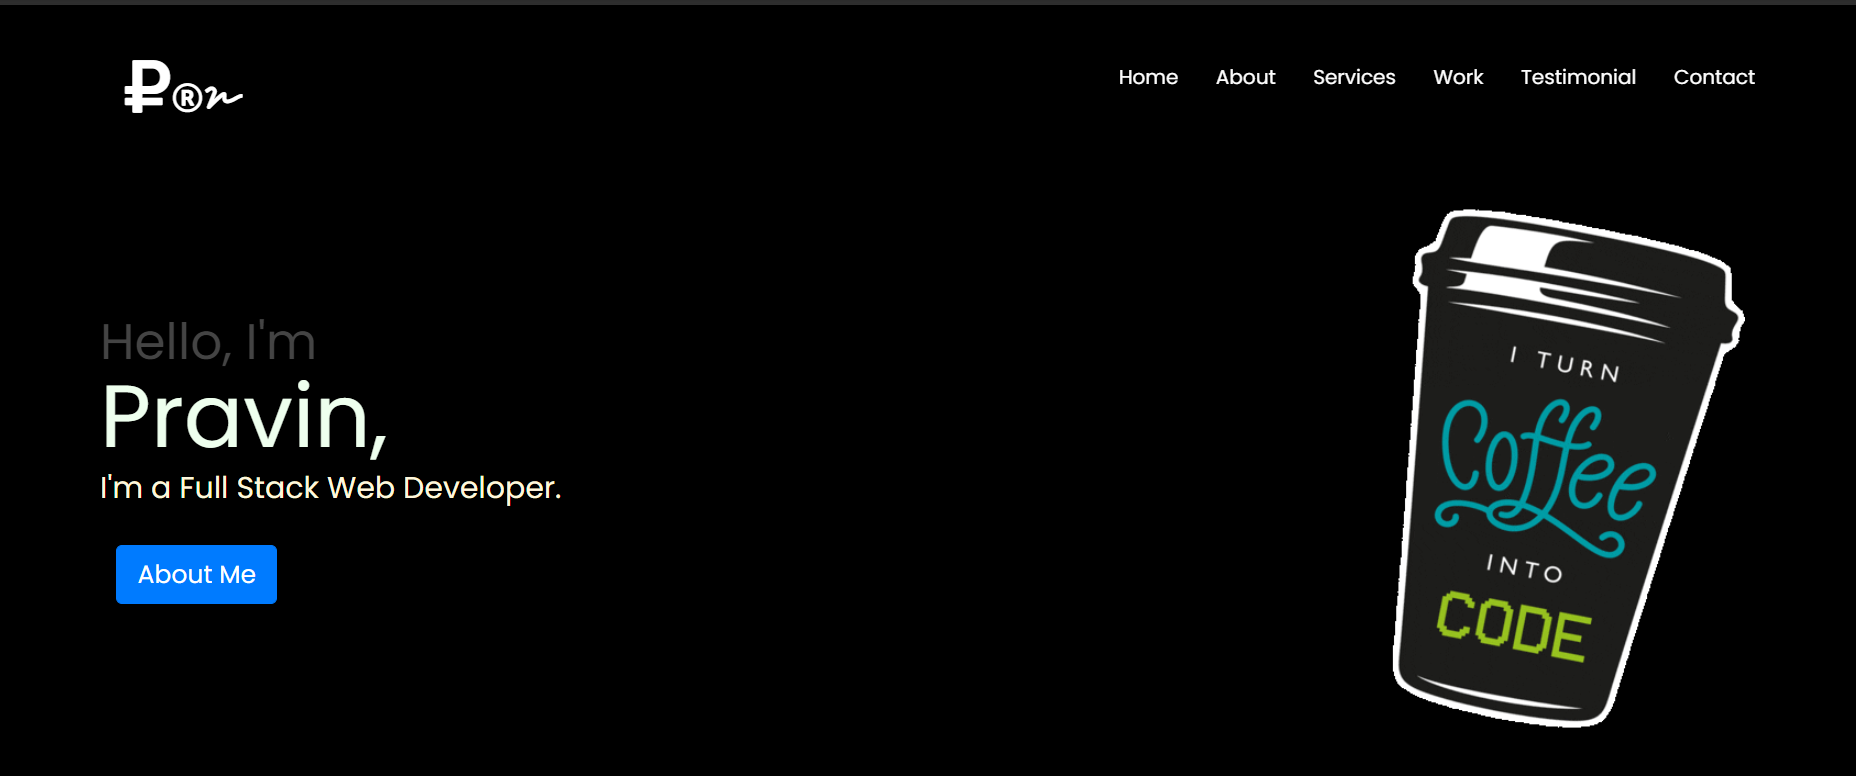 ₽®n
Home About Services Work Testimonial Contact
Hello, I'm
Pravin,
I'm a Full Stack Web Developer.
About Me
I TURN
Coffee
INTO
CODE